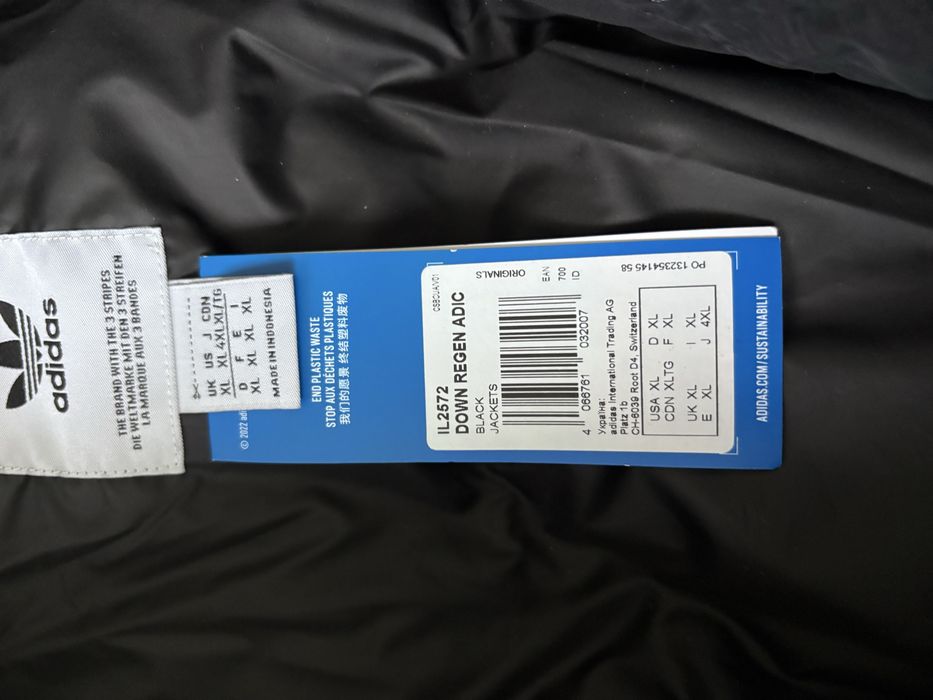 adidas
THE BRAND WITH THE 3 STRIPES
DIE WELTMARKE MIT DEN 3 STREIFEN
LA MARQUE AUX 3 BANDES
UK US J CDN
XL XL 4XL XL/TG
D F E I
XL XL XL XL
MADE IN INDONESIA
© 2022 adi
END PLASTIC WASTE
STOP AUX DÉCHETS PLASTIQUES
我们的愿景 终结塑料废物
ORIGINALS
IL2572
DOWN REGEN ADIC
BLACK
JACKETS
EAN
700
ID
4 066761 032007
Україна:
adidas International Trading AG
Platz 1b
CH-6039 Root D4, Switzerland
USA XL D XL
CDN XLTG F XL
UK XL I XL
E XL J 4XL
PO 132354145 58
ADIDAS.COM/SUSTAINABILITY